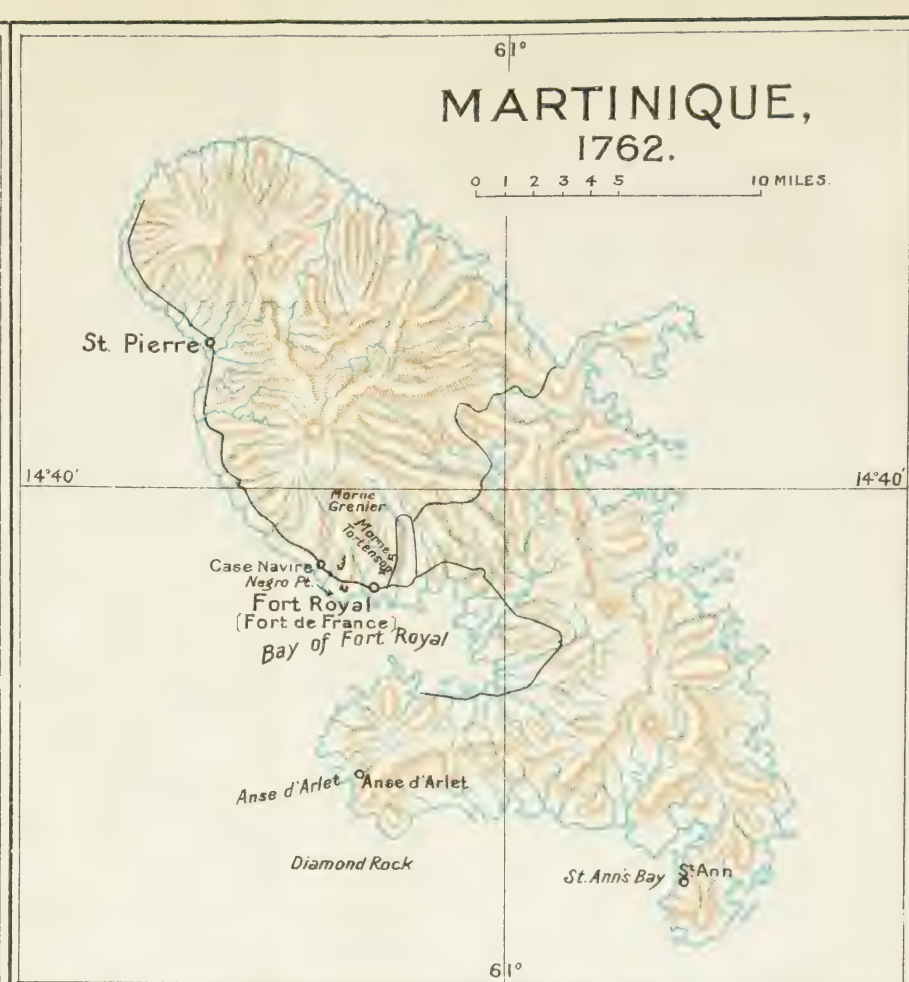 61°
MARTINIQUE,
1762.
0 1 2 3 4 5 10 MILES.
St. Pierre
14°40'
14°40'
Morne
Grenier
Morne
Tortenson
Case Navire
Negro Pt.
Fort Royal
(Fort de France)
Bay of Fort Royal
Anse d'Arlet
Anse d'Arlet
Diamond Rock
St. Ann's Bay
St Ann
61°